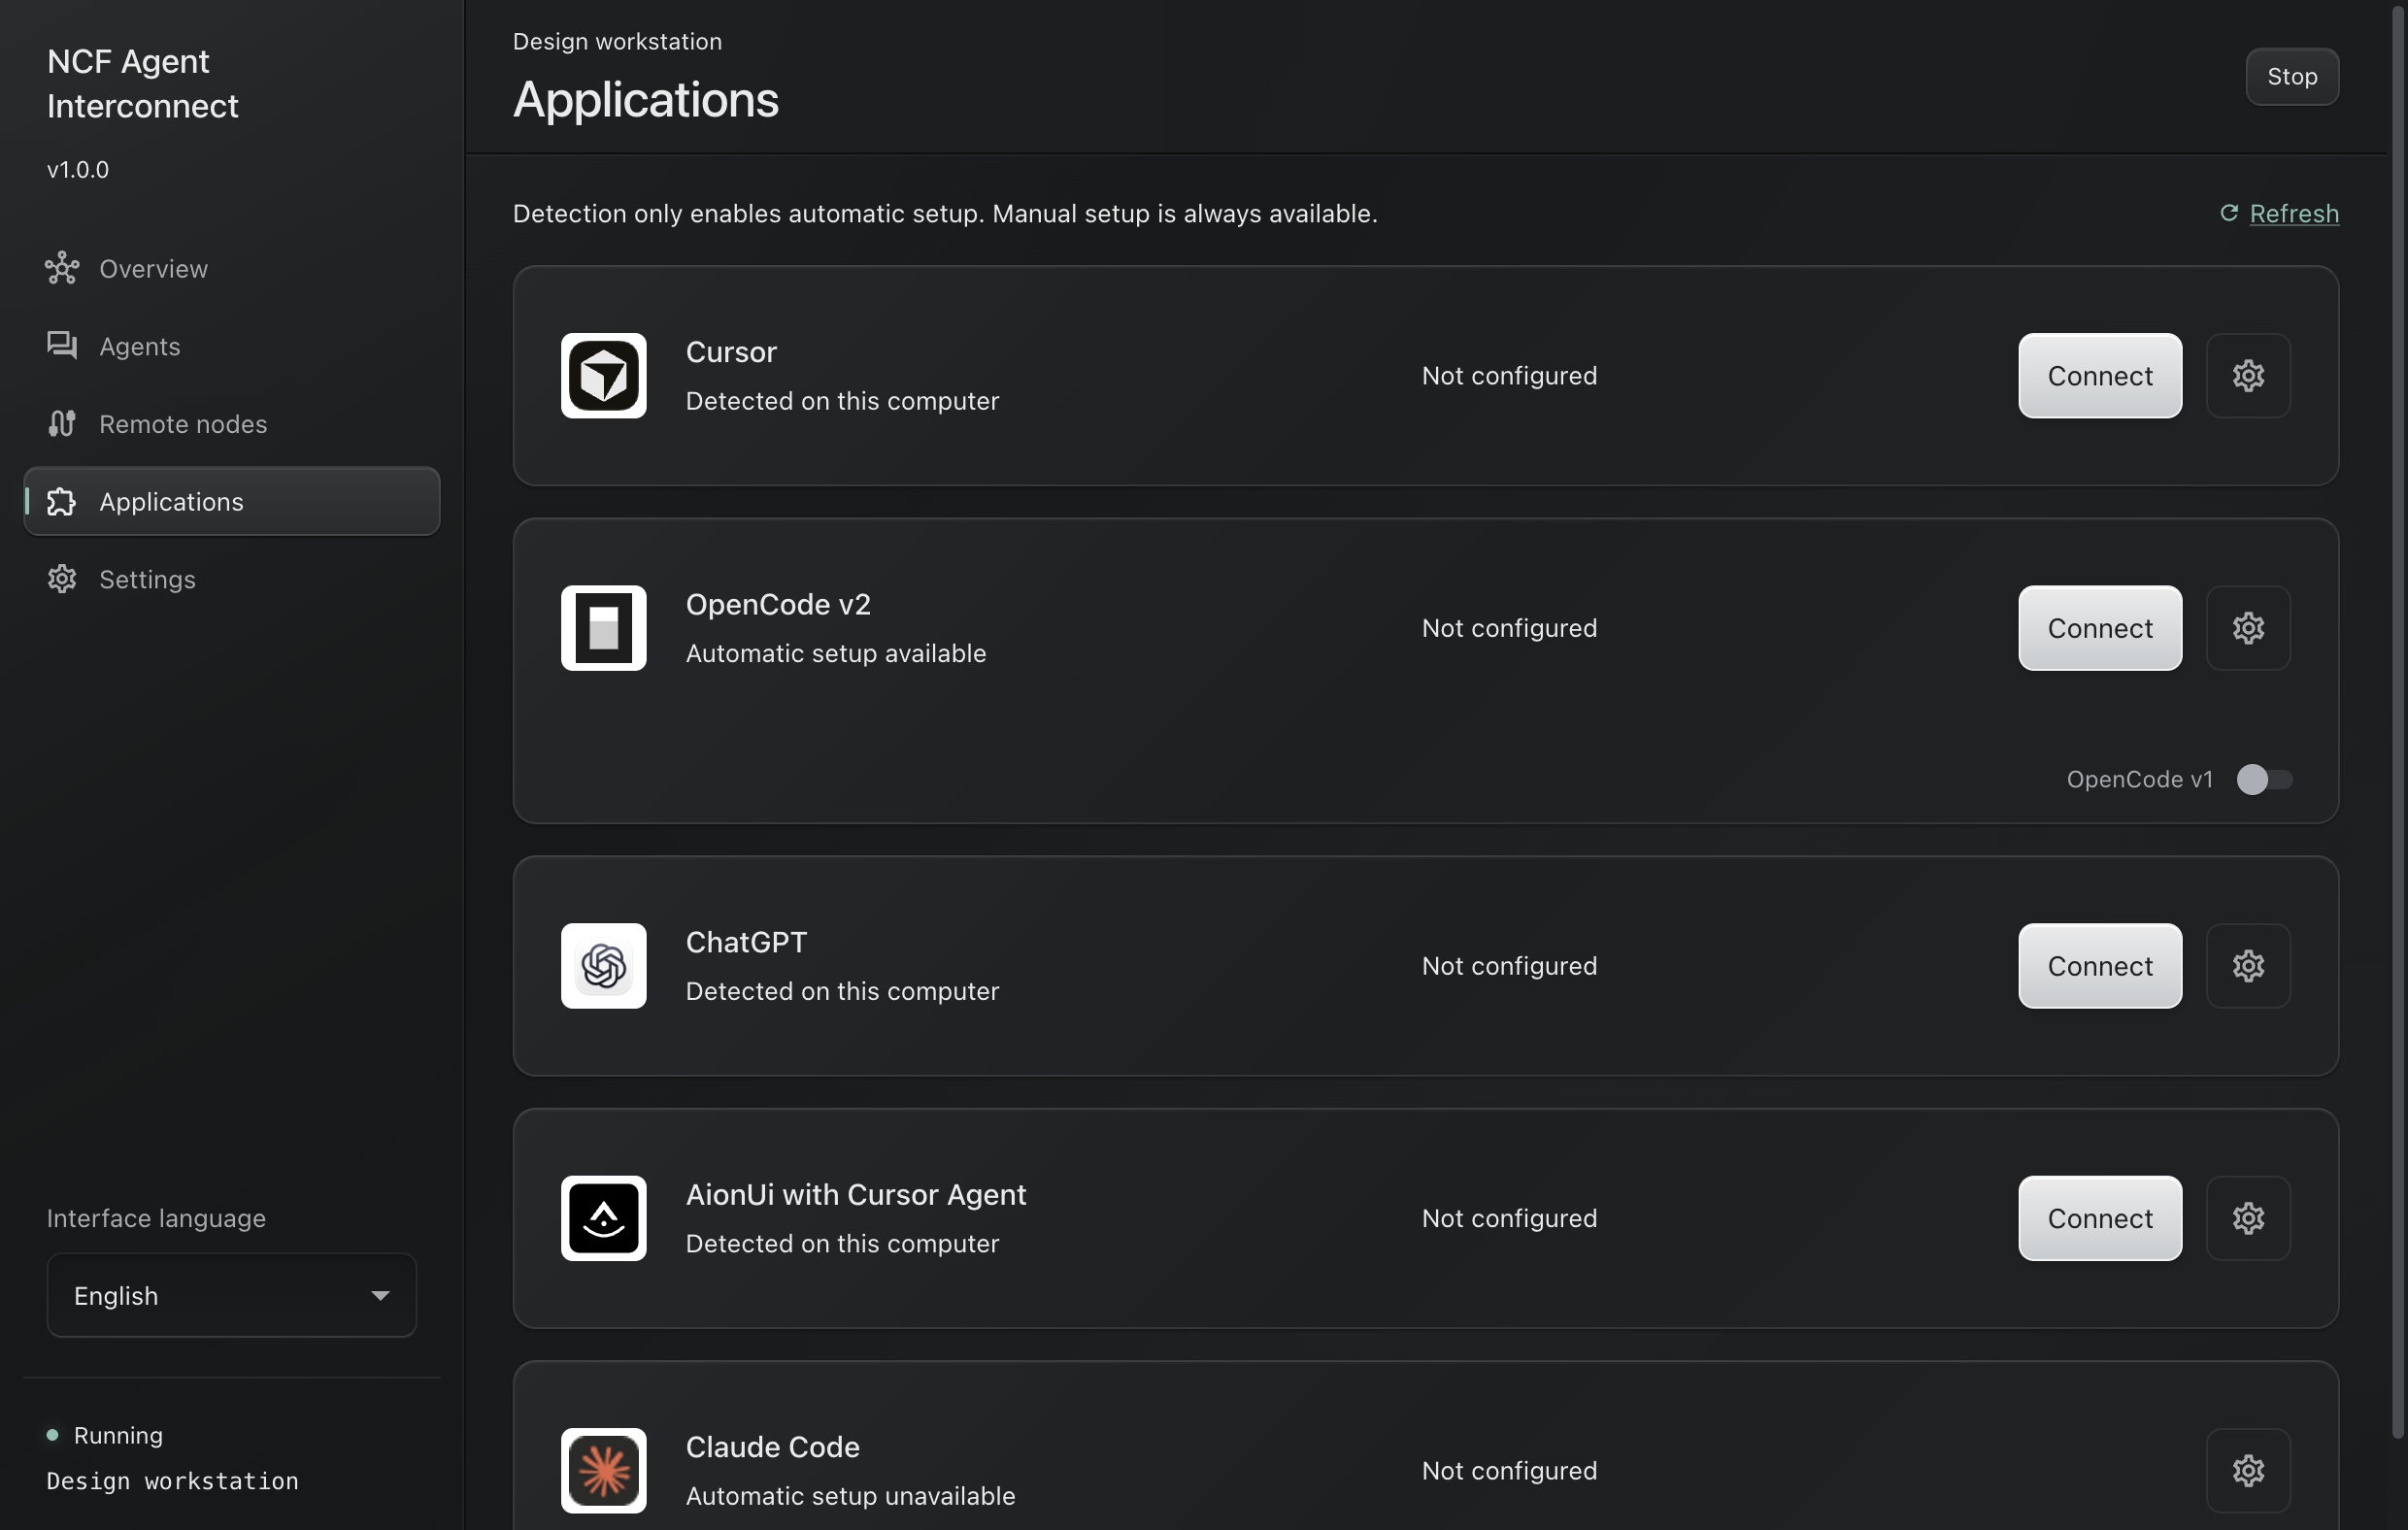 NCF Agent
Interconnect
v1.0.0
Overview
Agents
Remote nodes
Applications
Settings
Interface language
English
Running
Design workstation
Design workstation
Applications
Stop
Detection only enables automatic setup. Manual setup is always available.
Refresh
Cursor
Detected on this computer
Not configured
Connect
OpenCode v2
Automatic setup available
Not configured
Connect
OpenCode v1
ChatGPT
Detected on this computer
Not configured
Connect
AionUi with Cursor Agent
Detected on this computer
Not configured
Connect
Claude Code
Automatic setup unavailable
Not configured